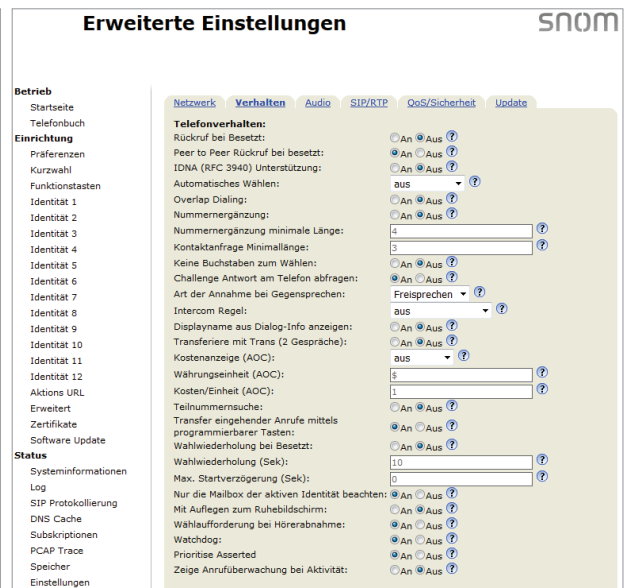 Erweiterte Einstellungen
snom
Betrieb
Startseite
Telefonbuch
Einrichtung
Präferenzen
Kurzwahl
Funktionstasten
Identität 1
Identität 2
Identität 3
Identität 4
Identität 5
Identität 6
Identität 7
Identität 8
Identität 9
Identität 10
Identität 11
Identität 12
Aktions URL
Erweitert
Zertifikate
Software Update
Status
Systeminformationen
Log
SIP Protokollierung
DNS Cache
Subskriptionen
PCAP Trace
Speicher
Einstellungen
Netzwerk Verhalten Audio SIP/RTP QoS/Sicherheit Update
Telefonverhalten:
Rückruf bei Besetzt: An Aus ?
Peer to Peer Rückruf bei besetzt: An Aus ?
IDNA (RFC 3940) Unterstützung: An Aus ?
Automatisches Wählen: aus ?
Overlap Dialing: An Aus ?
Nummernergänzung: An Aus ?
Nummernergänzung minimale Länge: 4 ?
Kontaktanfrage Minimallänge: 3 ?
Keine Buchstaben zum Wählen: An Aus ?
Challenge Antwort am Telefon abfragen: An Aus ?
Art der Annahme bei Gegensprechen: Freisprechen ?
Intercom Regel: aus ?
Displayname aus Dialog-Info anzeigen: An Aus ?
Transferiere mit Trans (2 Gespräche): An Aus ?
Kostenanzeige (AOC): aus ?
Währungseinheit (AOC): $ ?
Kosten/Einheit (AOC): 1 ?
Teilnummernsuche: An Aus ?
Transfer eingehender Anrufe mittels
programmierbarer Tasten: An Aus ?
Wahlwiederholung bei Besetzt: An Aus ?
Wahlwiederholung (Sek): 10 ?
Max. Startverzögerung (Sek): 0 ?
Nur die Mailbox der aktiven Identität beachten: An Aus ?
Mit Auflegen zum Ruhebildschirm: An Aus ?
Wählaufforderung bei Hörerabnahme: An Aus ?
Watchdog: An Aus ?
Prioritise Asserted An Aus ?
Zeige Anrufüberwachung bei Aktivität: An Aus ?